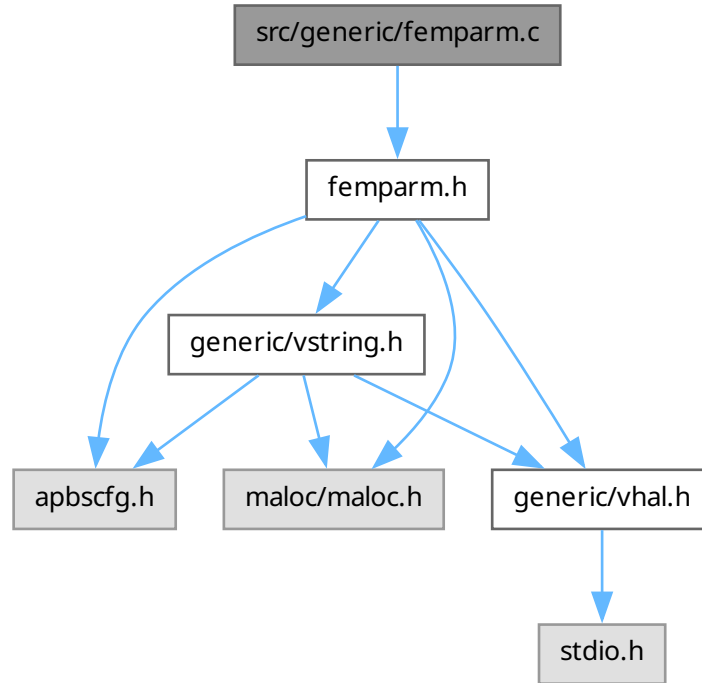 src/generic/femparm.c
femparm.h
generic/vstring.h
apbscfg.h
maloc/maloc.h
generic/vhal.h
stdio.h